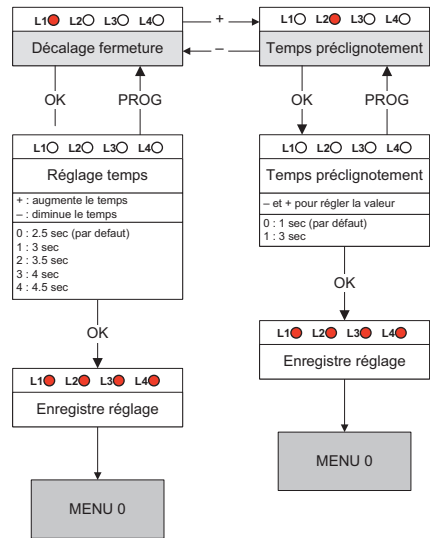 L1 L2 L3 L4
Décalage fermeture
+
–
L1 L2 L3 L4
Temps préclignotement
OK
PROG
OK
PROG
L1 L2 L3 L4
Réglage temps
+ : augmente le temps
– : diminue le temps
0 : 2.5 sec (par defaut)
1 : 3 sec
2 : 3.5 sec
3 : 4 sec
4 : 4.5 sec
L1 L2 L3 L4
Temps préclignotement
– et + pour régler la valeur
0 : 1 sec (par défaut)
1 : 3 sec
OK
OK
L1 L2 L3 L4
Enregistre réglage
L1 L2 L3 L4
Enregistre réglage
MENU 0
MENU 0